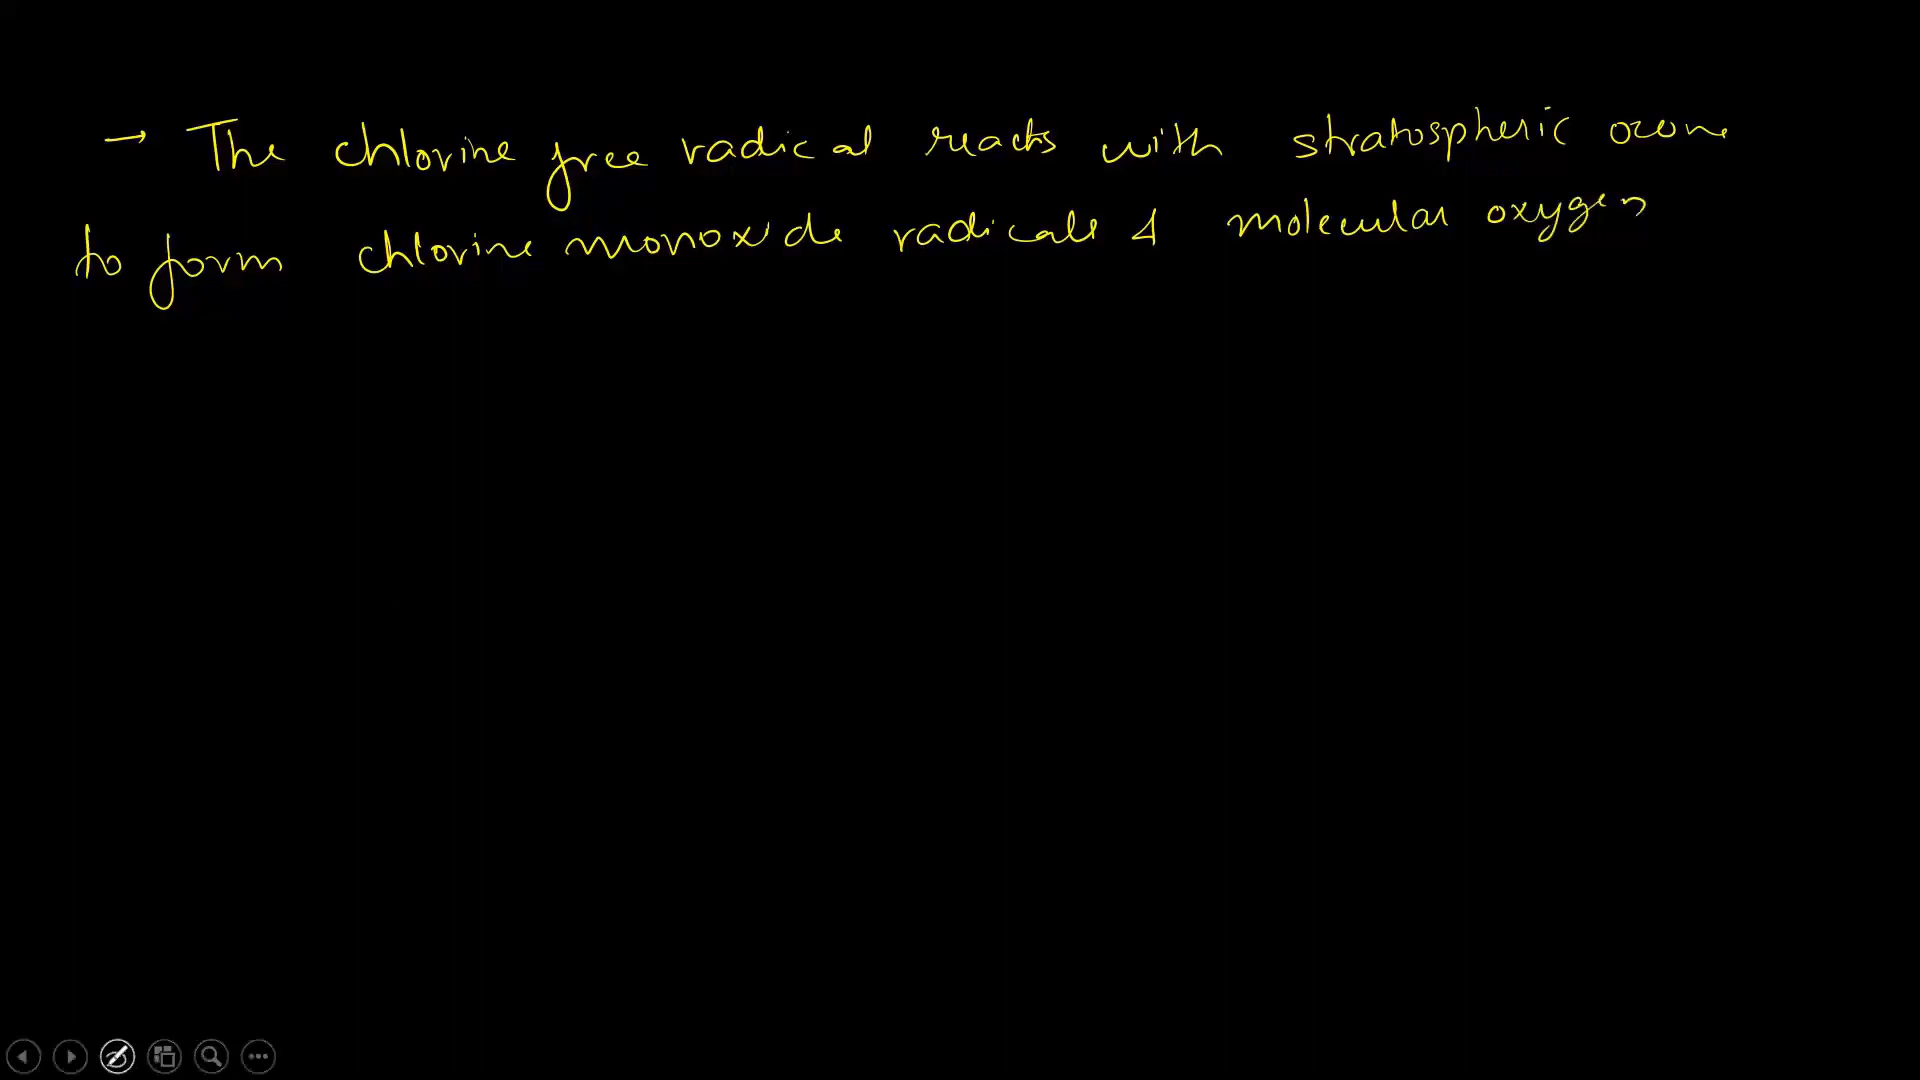 → The chlorine free radical reacts with stratospheric ozone
to form chlorine monoxide radicals & molecular oxygen